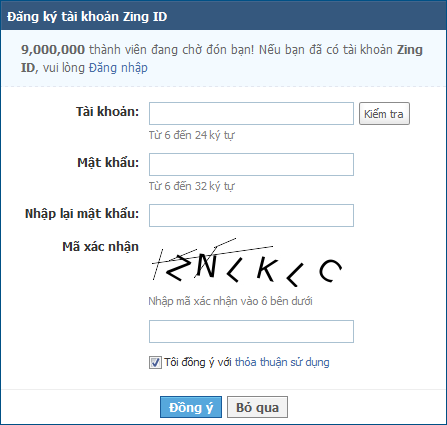 Đăng ký tài khoản Zing ID
9,000,000 thành viên đang chờ đón bạn! Nếu bạn đã có tài khoản Zing
ID, vui lòng Đăng nhập
Tài khoản:
Kiểm tra
Từ 6 đến 24 ký tự
Mật khẩu:
Từ 6 đến 32 ký tự
Nhập lại mật khẩu:
Mã xác nhận
Nhập mã xác nhận vào ô bên dưới
Tôi đồng ý với thỏa thuận sử dụng
Đồng ý
Bỏ qua